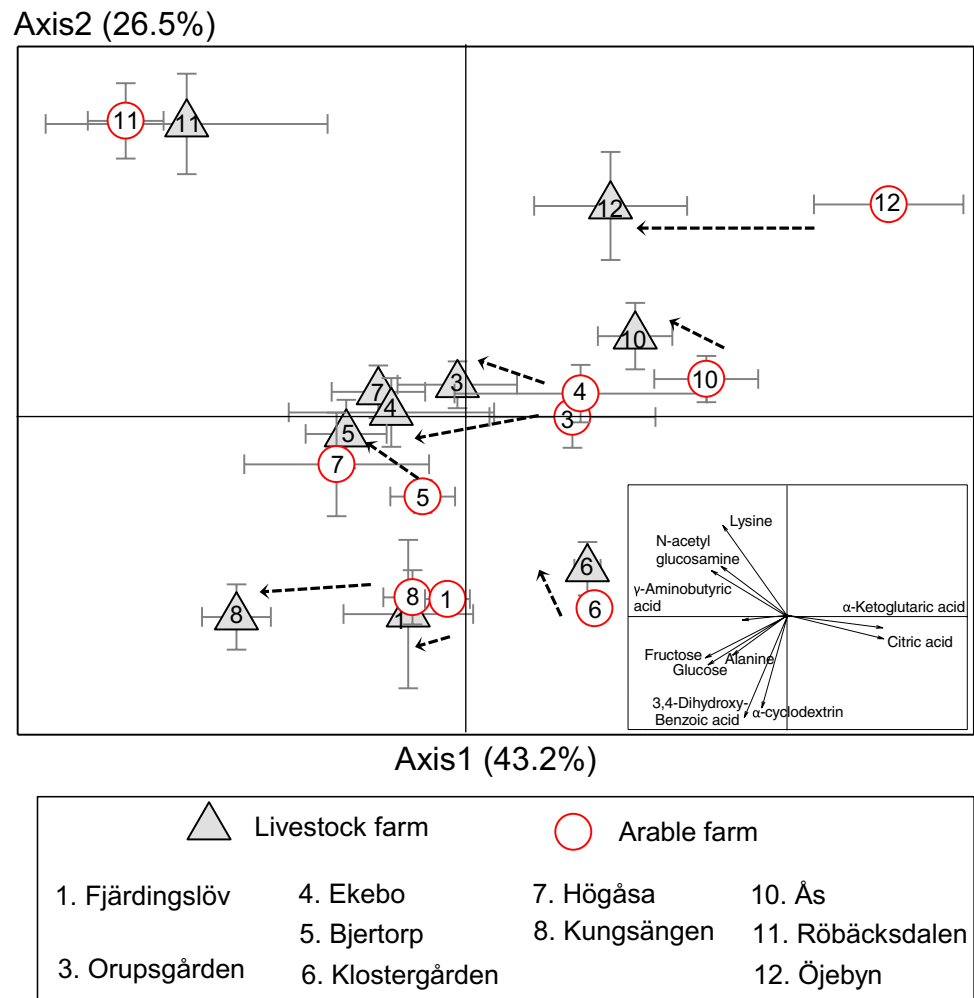 Axis2 (26.5%)
11
11
12
12
10
10
3
4
7
4
3
5
7
5
6
8
1
8
1
6
Lysine
N-acetyl
glucosamine
γ-Aminobutyric
acid
α-Ketoglutaric acid
Citric acid
Fructose
Alanine
Glucose
3,4-Dihydroxy-
Benzoic acid
α-cyclodextrin
Axis1 (43.2%)
Livestock farm
Arable farm
1. Fjärdingslöv
3. Orupsgården
4. Ekebo
5. Bjertorp
6. Klostergården
7. Högåsa
8. Kungsängen
10. Ås
11. Röbäcksdalen
12. Öjebyn